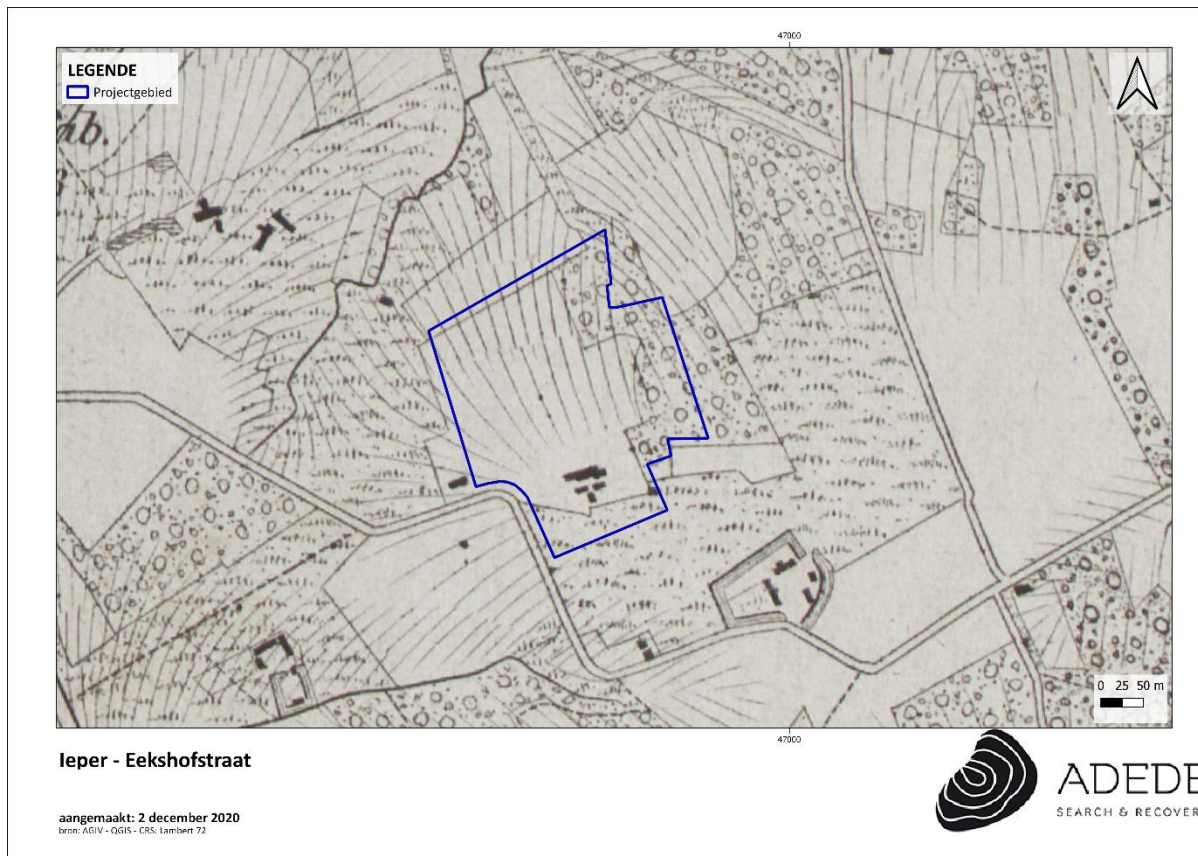 47000
LEGENDE
Projectgebied
0 25 50 m
47000
Ieper - Eekshofstraat
aangemaakt: 2 december 2020
bron: AGIV - QGIS - CRS: Lambert 72
ADEDE
SEARCH & RECOVER